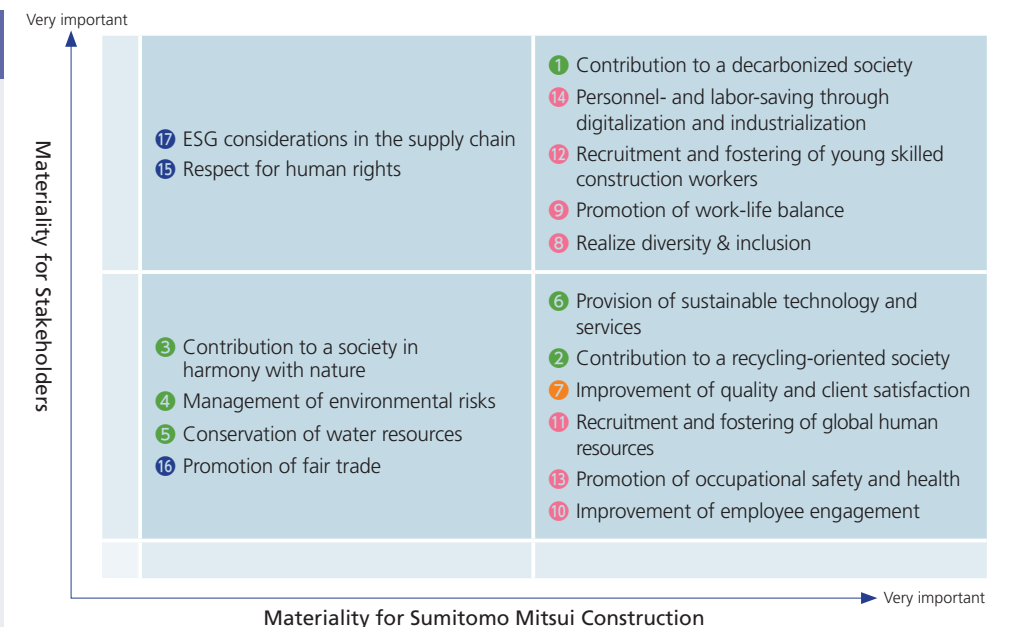 Very important
Materiality for Stakeholders
17 ESG considerations in the supply chain
15 Respect for human rights
1 Contribution to a decarbonized society
14 Personnel- and labor-saving through
digitalization and industrialization
12 Recruitment and fostering of young skilled
construction workers
9 Promotion of work-life balance
8 Realize diversity & inclusion
3 Contribution to a society in
harmony with nature
4 Management of environmental risks
5 Conservation of water resources
16 Promotion of fair trade
6 Provision of sustainable technology and
services
2 Contribution to a recycling-oriented society
7 Improvement of quality and client satisfaction
11 Recruitment and fostering of global human
resources
13 Promotion of occupational safety and health
10 Improvement of employee engagement
Very important
Materiality for Sumitomo Mitsui Construction